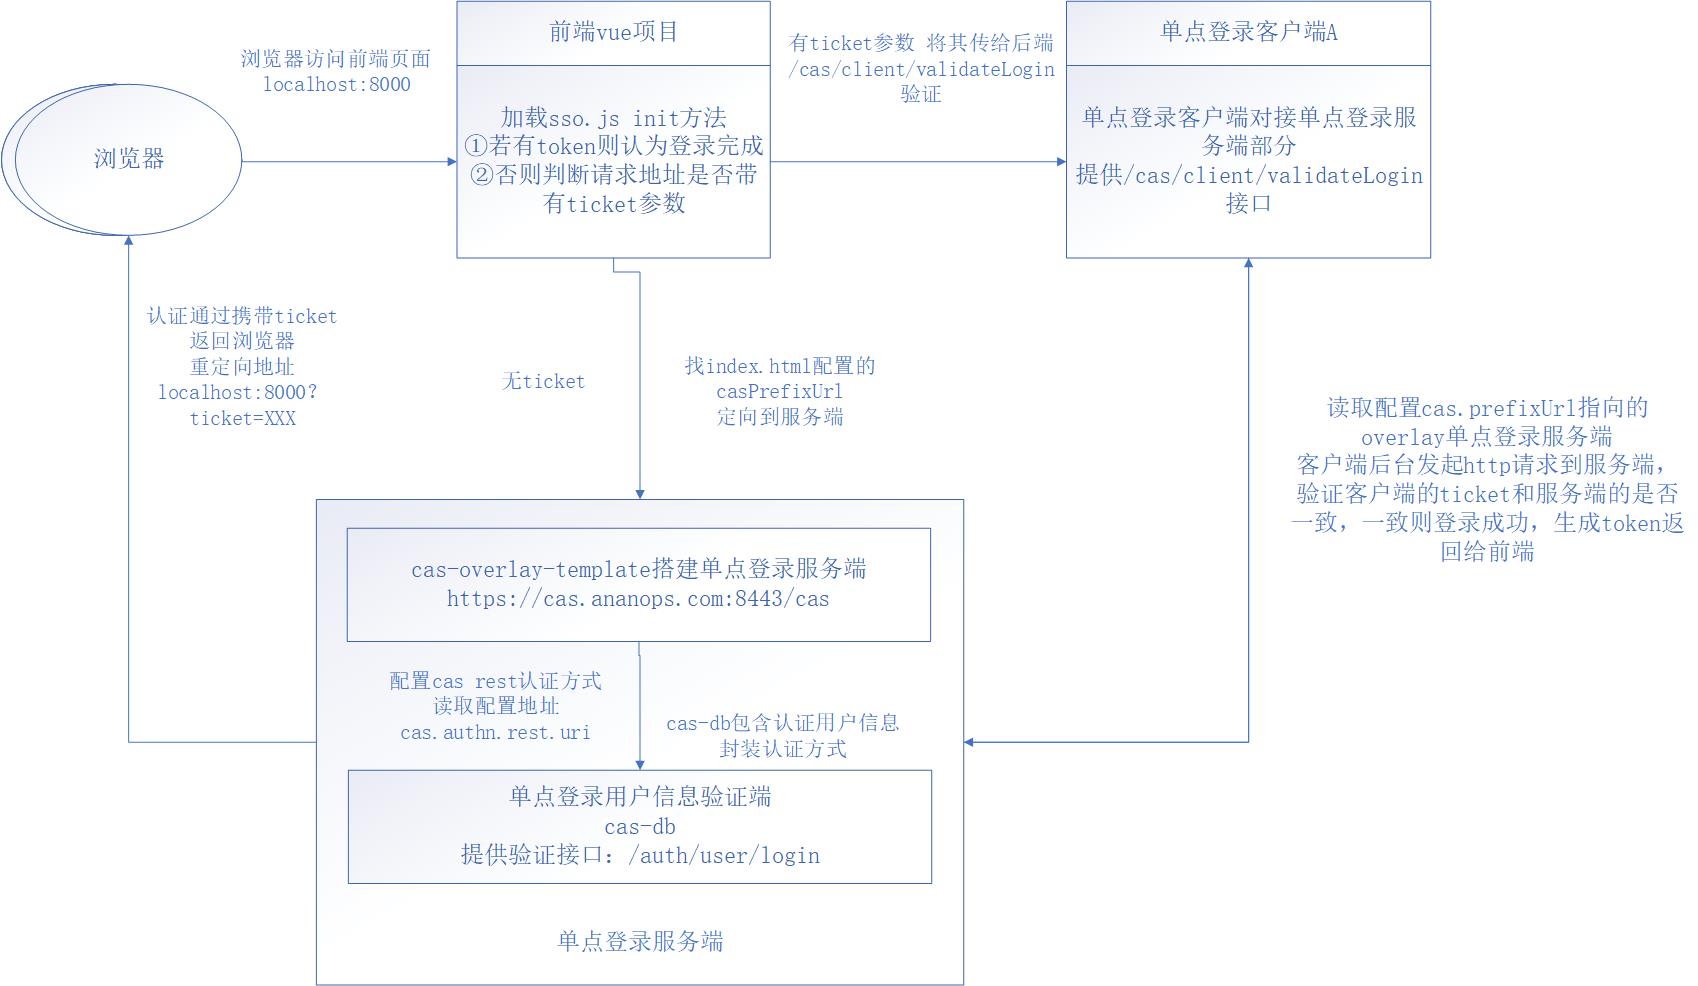 浏览器访问前端页面
localhost:8000
浏览器
前端vue项目
加载sso.js init方法
①若有token则认为登录完成
②否则判断请求地址是否带
有ticket参数
有ticket参数 将其传给后端
/cas/client/validateLogin
验证
单点登录客户端A
单点登录客户端对接单点登录服
务端部分
提供/cas/client/validateLogin
接口
认证通过携带ticket
返回浏览器
重定向地址
localhost:8000?
ticket=XXX
无ticket
找index.html配置的
casPrefixUrl
定向到服务端
读取配置cas.prefixUrl指向的
overlay单点登录服务端
客户端后台发起http请求到服务端，
验证客户端的ticket和服务端的是否
一致，一致则登录成功，生成token返
回给前端
cas-overlay-template搭建单点登录服务端
https://cas.ananops.com:8443/cas
配置cas rest认证方式
读取配置地址
cas.authn.rest.uri
cas-db包含认证用户信息
封装认证方式
单点登录用户信息验证端
cas-db
提供验证接口：/auth/user/login
单点登录服务端